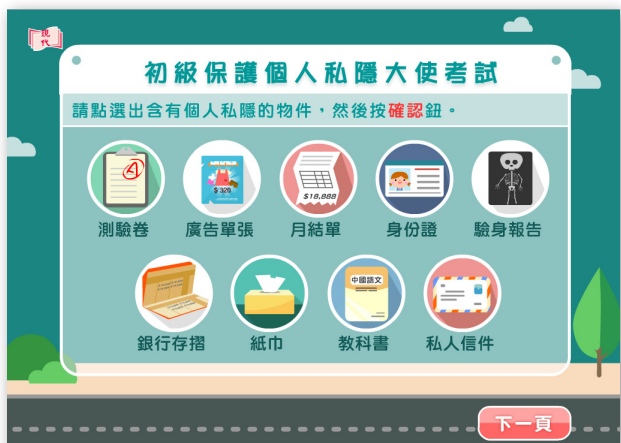 現代
初級保護個人私隱大使考試
請點選出含有個人私隱的物件，然後按確認鈕。
A
$326
$18,888
測驗卷 廣告單張 月結單 身份證 驗身報告
中國語文
銀行存摺 紙巾 教科書 私人信件
下一頁